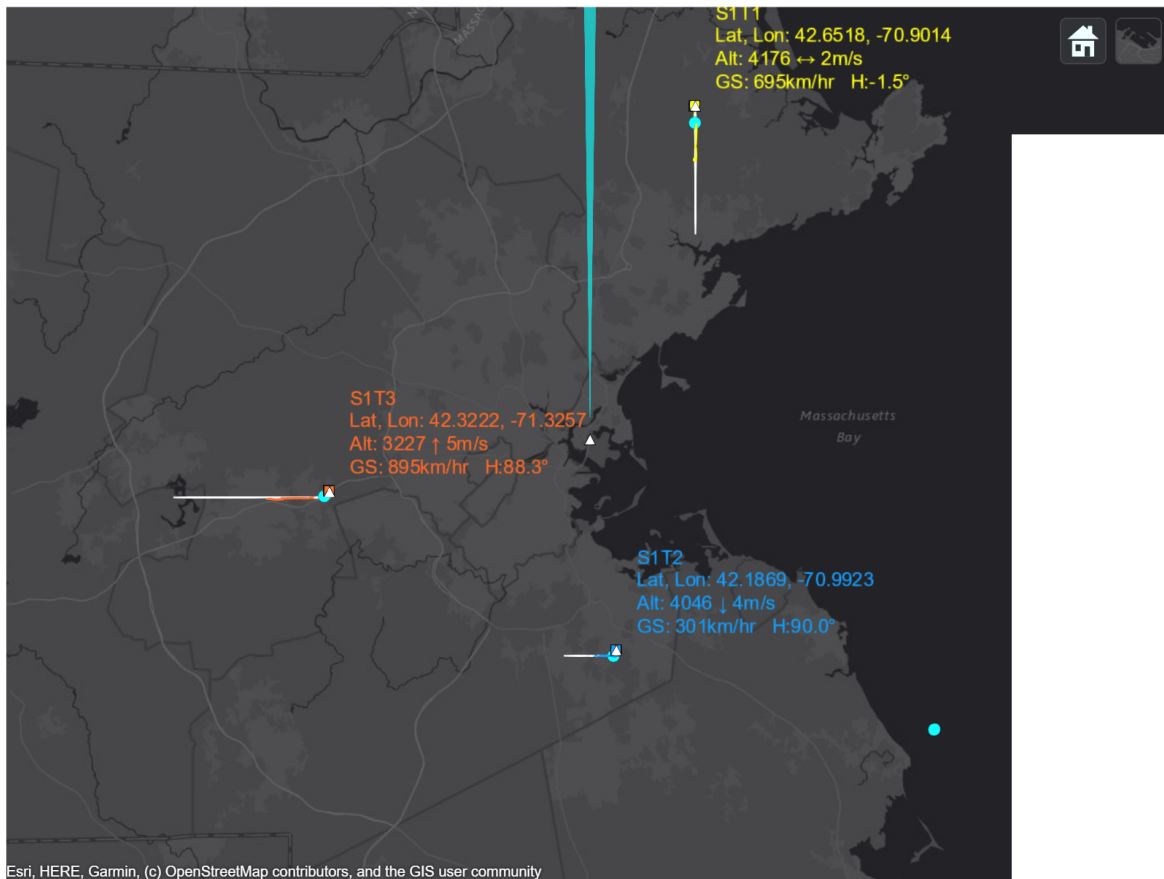 S1T1
Lat, Lon: 42.6518, -70.9014
Alt: 4176 ↔ 2m/s
GS: 695km/hr H:-1.5°
MASSAC
S1T3
Lat, Lon: 42.3222, -71.3257
Alt: 3227 ↑ 5m/s
GS: 895km/hr H:88.3°
Massachusetts
Bay
S1T2
Lat, Lon: 42.1869, -70.9923
Alt: 4046 ↓ 4m/s
GS: 301km/hr H:90.0°
Esri, HERE, Garmin, (c) OpenStreetMap contributors, and the GIS user community